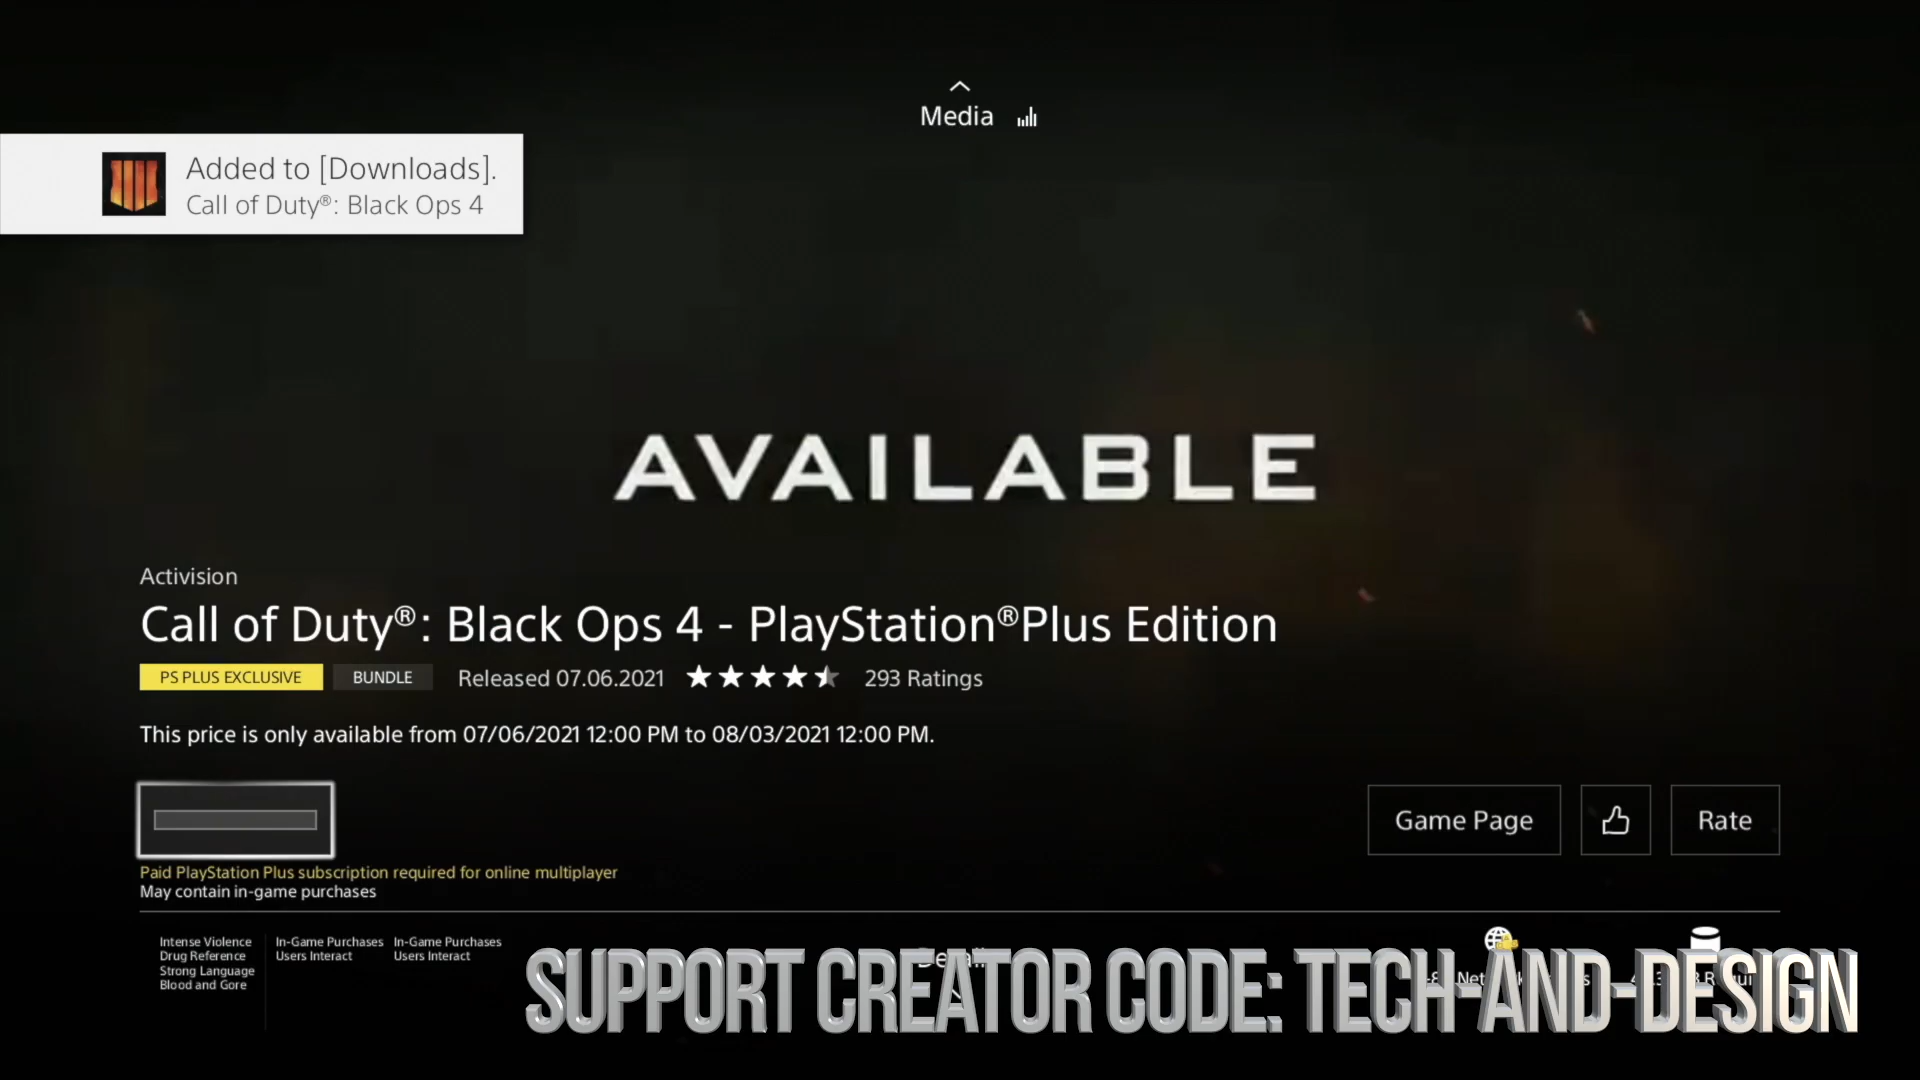 Media
Added to [Downloads].
Call of Duty®: Black Ops 4
AVAILABLE
Activision
Call of Duty®: Black Ops 4 - PlayStation®Plus Edition
PS PLUS EXCLUSIVE BUNDLE Released 07.06.2021 293 Ratings
This price is only available from 07/06/2021 12:00 PM to 08/03/2021 12:00 PM.
Game Page Rate
Paid PlayStation Plus subscription required for online multiplayer
May contain in-game purchases
Intense Violence
Drug Reference
Strong Language
Blood and Gore
In-Game Purchases
Users Interact
In-Game Purchases
Users Interact
SUPPORT CREATOR CODE: TECH-AND-DESIGN